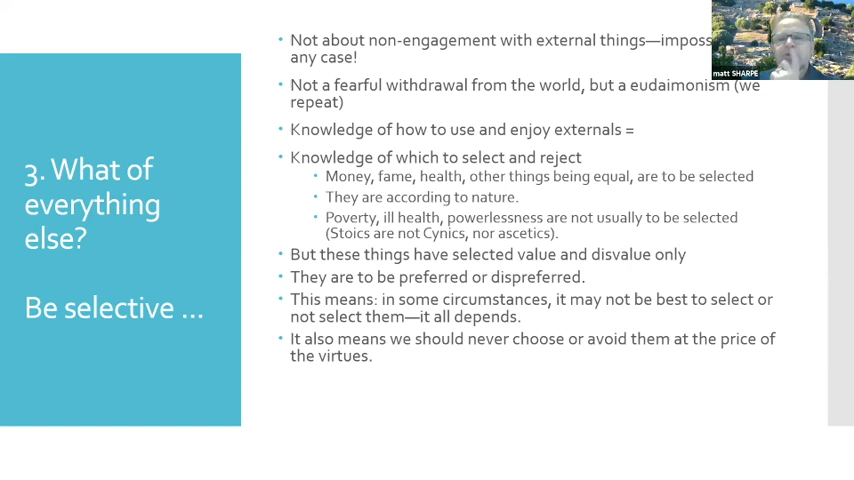 3. What of
everything
else?
Be selective ...
• Not about non-engagement with external things—imposs
any case!
• Not a fearful withdrawal from the world, but a eudaimonism (we
repeat)
• Knowledge of how to use and enjoy externals =
• Knowledge of which to select and reject
• Money, fame, health, other things being equal, are to be selected
• They are according to nature.
• Poverty, ill health, powerlessness are not usually to be selected
(Stoics are not Cynics, nor ascetics).
• But these things have selected value and disvalue only
• They are to be preferred or dispreferred.
• This means: in some circumstances, it may not be best to select or
not select them—it all depends.
• It also means we should never choose or avoid them at the price of
the virtues.
matt SHARPE